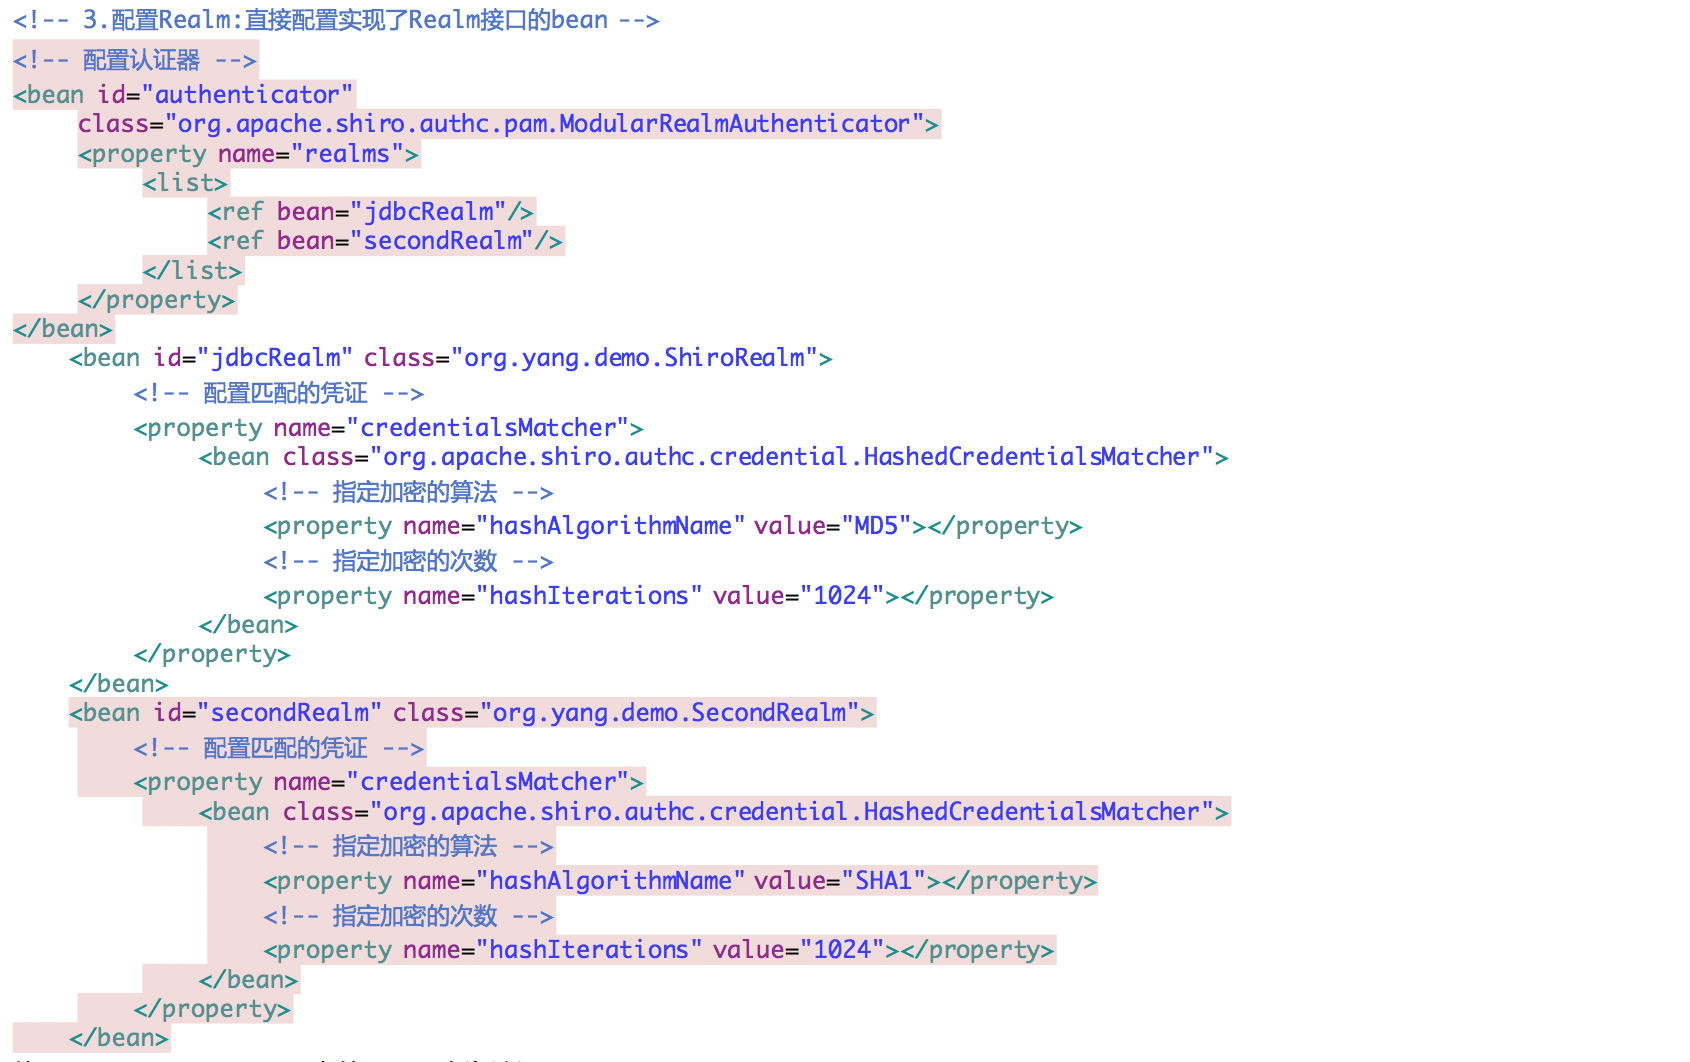 <!-- 3.配置Realm:直接配置实现了Realm接口的bean -->
<!-- 配置认证器 -->
<bean id="authenticator"
class="org.apache.shiro.authc.pam.ModularRealmAuthenticator">
<property name="realms">
<list>
<ref bean="jdbcRealm"/>
<ref bean="secondRealm"/>
</list>
</property>
</bean>
<bean id="jdbcRealm" class="org.yang.demo.ShiroRealm">
<!-- 配置匹配的凭证 -->
<property name="credentialsMatcher">
<bean class="org.apache.shiro.authc.credential.HashedCredentialsMatcher">
<!-- 指定加密的算法 -->
<property name="hashAlgorithmName" value="MD5"></property>
<!-- 指定加密的次数 -->
<property name="hashIterations" value="1024"></property>
</bean>
</property>
</bean>
<bean id="secondRealm" class="org.yang.demo.SecondRealm">
<!-- 配置匹配的凭证 -->
<property name="credentialsMatcher">
<bean class="org.apache.shiro.authc.credential.HashedCredentialsMatcher">
<!-- 指定加密的算法 -->
<property name="hashAlgorithmName" value="SHA1"></property>
<!-- 指定加密的次数 -->
<property name="hashIterations" value="1024"></property>
</bean>
</property>
</bean>